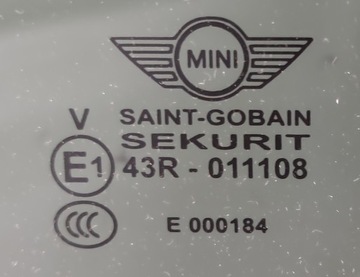 MINI
V SAINT-GOBAIN
SEKURIT
E1 43R - 011108
CCC E 000184